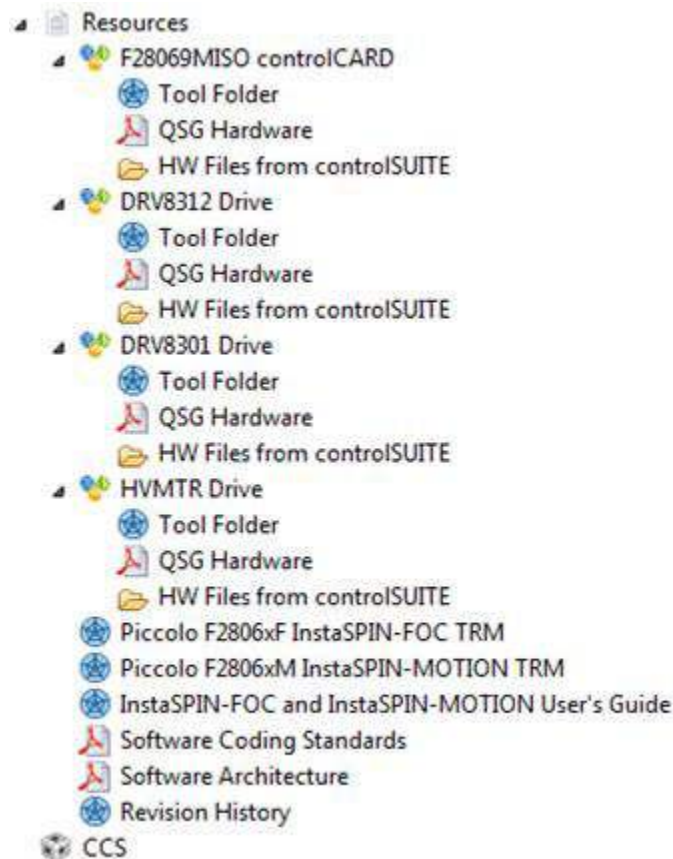 Resources
F28069MISO controlCARD
Tool Folder
QSG Hardware
HW Files from controlSUITE
DRV8312 Drive
Tool Folder
QSG Hardware
HW Files from controlSUITE
DRV8301 Drive
Tool Folder
QSG Hardware
HW Files from controlSUITE
HVMTR Drive
Tool Folder
QSG Hardware
HW Files from controlSUITE
Piccolo F2806xF InstaSPIN-FOC TRM
Piccolo F2806xM InstaSPIN-MOTION TRM
InstaSPIN-FOC and InstaSPIN-MOTION User's Guide
Software Coding Standards
Software Architecture
Revision History
CCS